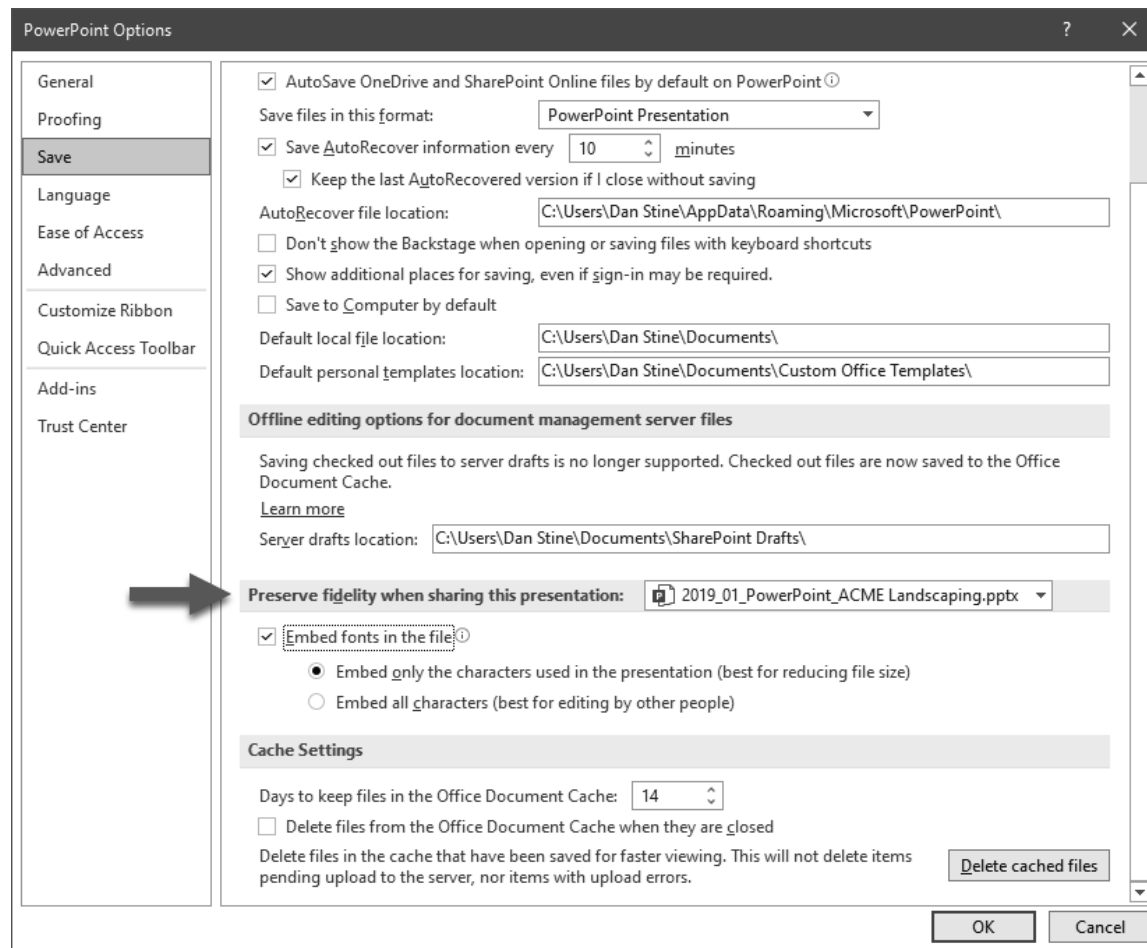 PowerPoint Options
?
General
Proofing
Save
Language
Ease of Access
Advanced
Customize Ribbon
Quick Access Toolbar
Add-ins
Trust Center
AutoSave OneDrive and SharePoint Online files by default on PowerPoint
Save files in this format: PowerPoint Presentation
Save AutoRecover information every 10 minutes
Keep the last AutoRecovered version if I close without saving
AutoRecover file location: C:\Users\Dan Stine\AppData\Roaming\Microsoft\PowerPoint\
Don't show the Backstage when opening or saving files with keyboard shortcuts
Show additional places for saving, even if sign-in may be required.
Save to Computer by default
Default local file location: C:\Users\Dan Stine\Documents\
Default personal templates location: C:\Users\Dan Stine\Documents\Custom Office Templates\
Offline editing options for document management server files
Saving checked out files to server drafts is no longer supported. Checked out files are now saved to the Office
Document Cache.
Learn more
Server drafts location: C:\Users\Dan Stine\Documents\SharePoint Drafts\
Preserve fidelity when sharing this presentation: 2019_01_PowerPoint_ACME Landscaping.pptx
Embed fonts in the file
Embed only the characters used in the presentation (best for reducing file size)
Embed all characters (best for editing by other people)
Cache Settings
Days to keep files in the Office Document Cache: 14
Delete files from the Office Document Cache when they are closed
Delete files in the cache that have been saved for faster viewing. This will not delete items
pending upload to the server, nor items with upload errors.
Delete cached files
OK
Cancel